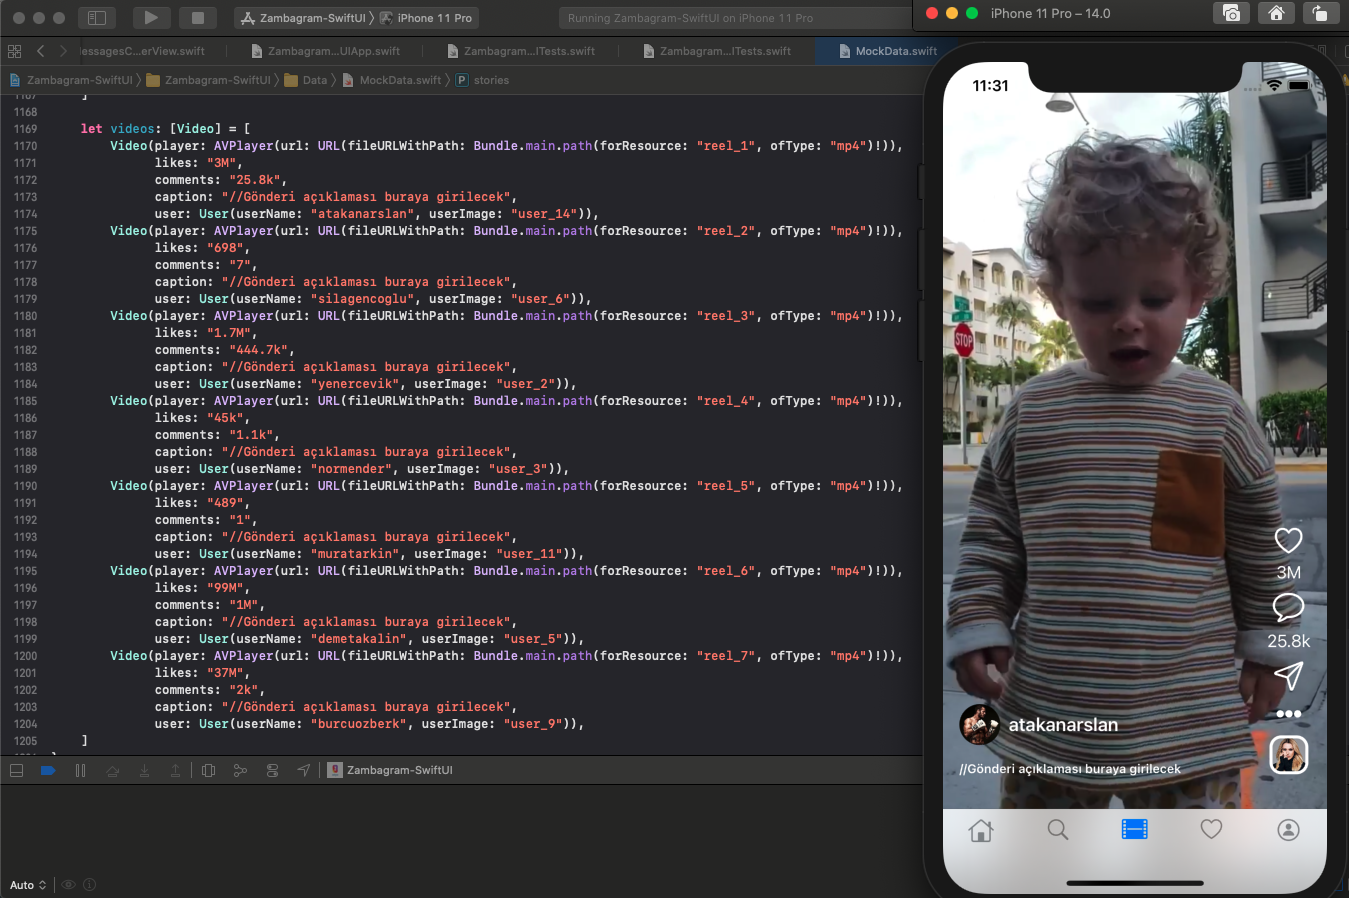 Zambagram-SwiftUI
iPhone 11 Pro
Running Zambagram-SwiftUI on iPhone 11 Pro
iPhone 11 Pro – 14.0
essagesC...erView.swift
Zambagram...UIApp.swift
Zambagram...ITests.swift
Zambagram...ITests.swift
MockData.swift
Zambagram-SwiftUI
Zambagram-SwiftUI
Data
MockData.swift
P stories
1167 ]
1168
1169 let videos: [Video] = [
1170 Video(player: AVPlayer(url: URL(fileURLWithPath: Bundle.main.path(forResource: "reel_1", ofType: "mp4")!)),
1171 likes: "3M",
1172 comments: "25.8k",
1173 caption: "//Gönderi açıklaması buraya girilecek",
1174 user: User(userName: "atakanarslan", userImage: "user_14")),
1175 Video(player: AVPlayer(url: URL(fileURLWithPath: Bundle.main.path(forResource: "reel_2", ofType: "mp4")!)),
1176 likes: "698",
1177 comments: "7",
1178 caption: "//Gönderi açıklaması buraya girilecek",
1179 user: User(userName: "silagencoglu", userImage: "user_6")),
1180 Video(player: AVPlayer(url: URL(fileURLWithPath: Bundle.main.path(forResource: "reel_3", ofType: "mp4")!)),
1181 likes: "1.7M",
1182 comments: "444.7k",
1183 caption: "//Gönderi açıklaması buraya girilecek",
1184 user: User(userName: "yenercevik", userImage: "user_2")),
1185 Video(player: AVPlayer(url: URL(fileURLWithPath: Bundle.main.path(forResource: "reel_4", ofType: "mp4")!)),
1186 likes: "45k",
1187 comments: "1.1k",
1188 caption: "//Gönderi açıklaması buraya girilecek",
1189 user: User(userName: "normender", userImage: "user_3")),
1190 Video(player: AVPlayer(url: URL(fileURLWithPath: Bundle.main.path(forResource: "reel_5", ofType: "mp4")!)),
1191 likes: "489",
1192 comments: "1",
1193 caption: "//Gönderi açıklaması buraya girilecek",
1194 user: User(userName: "muratarkin", userImage: "user_11")),
1195 Video(player: AVPlayer(url: URL(fileURLWithPath: Bundle.main.path(forResource: "reel_6", ofType: "mp4")!)),
1196 likes: "99M",
1197 comments: "1M",
1198 caption: "//Gönderi açıklaması buraya girilecek",
1199 user: User(userName: "demetakalin", userImage: "user_5")),
1200 Video(player: AVPlayer(url: URL(fileURLWithPath: Bundle.main.path(forResource: "reel_7", ofType: "mp4")!)),
1201 likes: "37M",
1202 comments: "2k",
1203 caption: "//Gönderi açıklaması buraya girilecek",
1204 user: User(userName: "burcuozberk", userImage: "user_9")),
1205 ]
Zambagram-SwiftUI
Auto
11:31
STOP
3M
25.8k
atakanarslan
//Gönderi açıklaması buraya girilecek